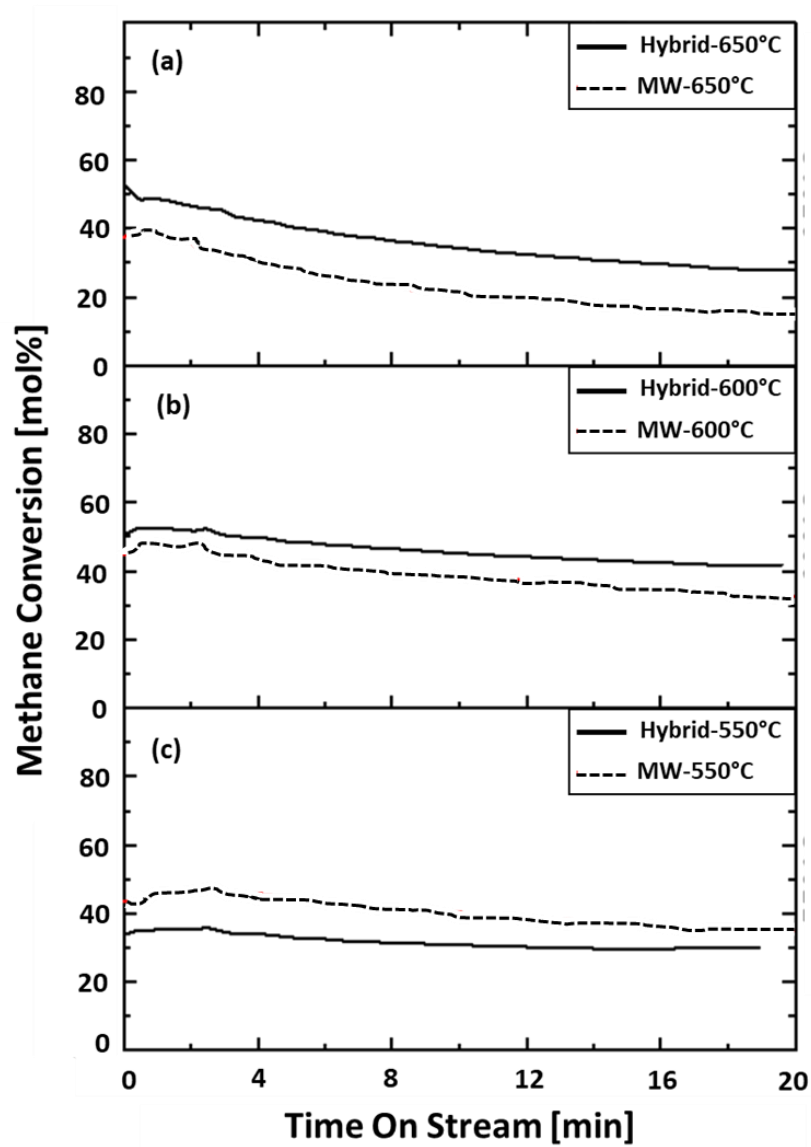 (a)
Hybrid-650°C
MW-650°C
80
60
40
20
0
(b)
Hybrid-600°C
MW-600°C
80
60
40
20
0
(c)
Hybrid-550°C
MW-550°C
80
60
40
20
0
Methane Conversion [mol%]
0 4 8 12 16 20
Time On Stream [min]